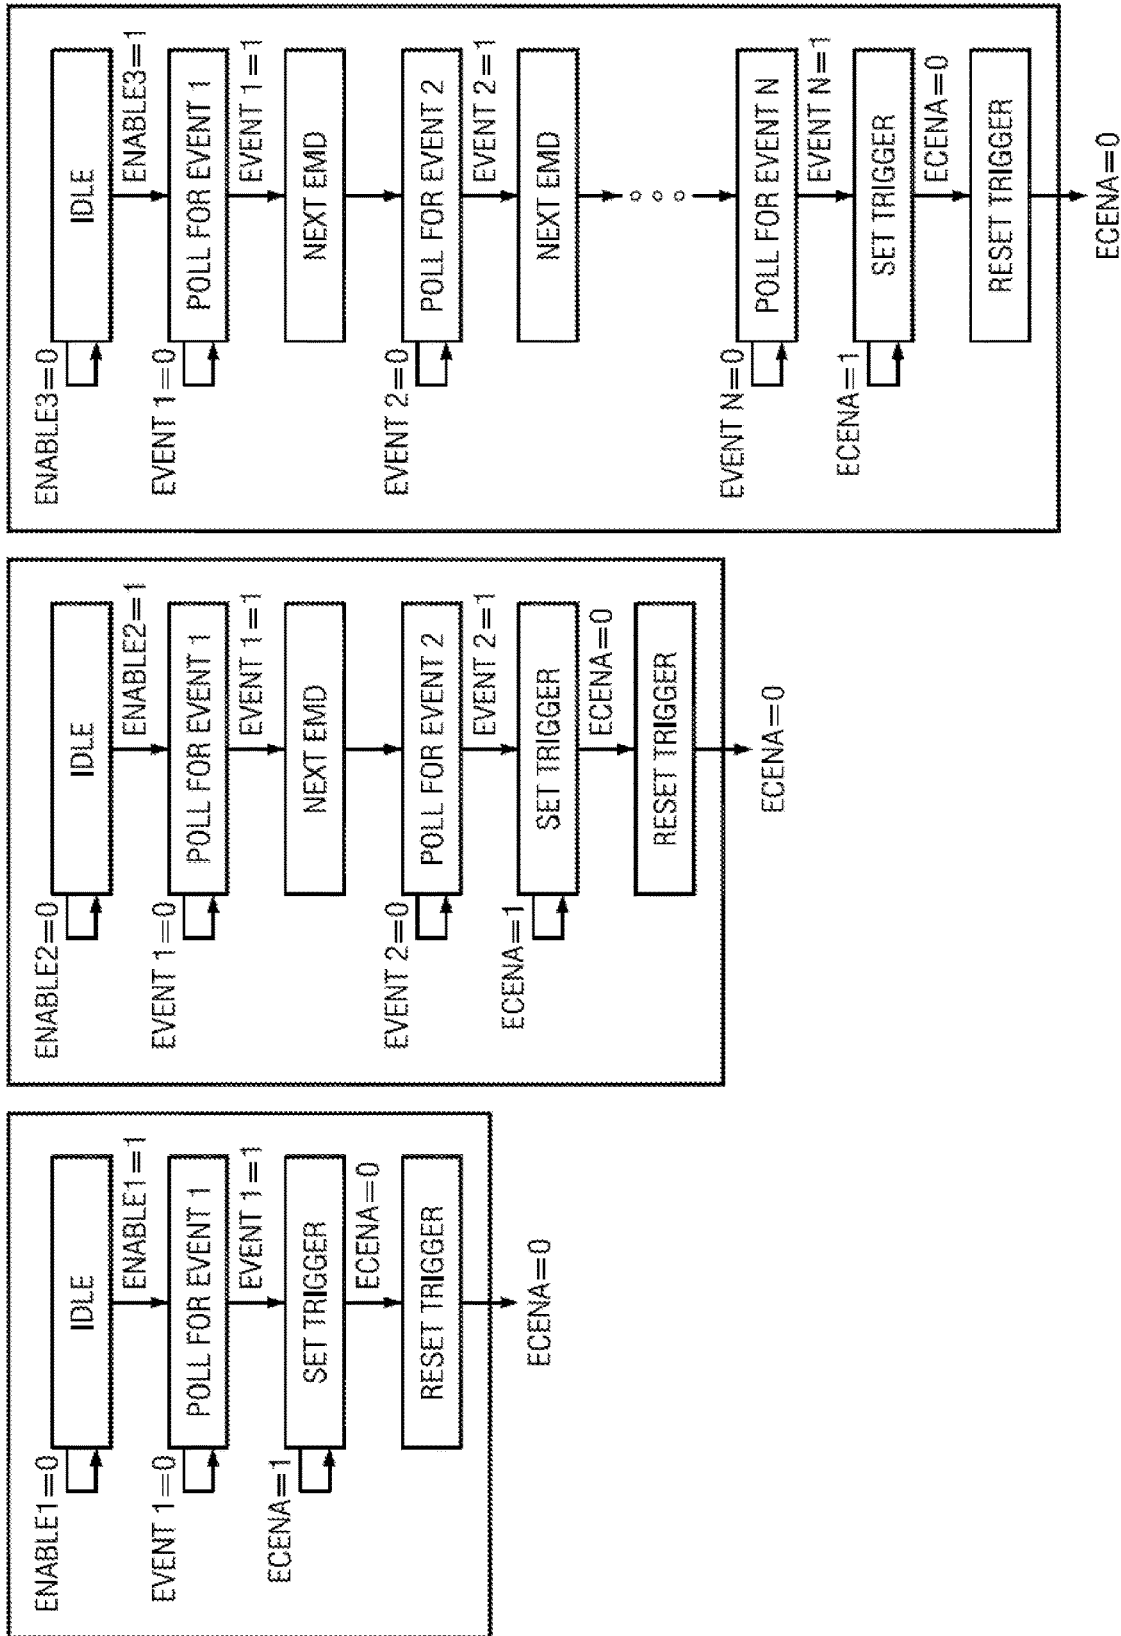 IDLE
ENABLE1=0
ENABLE1=1
POLL FOR EVENT 1
EVENT 1=0
EVENT 1=1
SET TRIGGER
ECENA=1
ECENA=0
RESET TRIGGER
ECENA=0
IDLE
ENABLE2=0
ENABLE2=1
POLL FOR EVENT 1
EVENT 1=0
EVENT 1=1
NEXT EMD
POLL FOR EVENT 2
EVENT 2=0
EVENT 2=1
SET TRIGGER
ECENA=1
ECENA=0
RESET TRIGGER
ECENA=0
IDLE
ENABLE3=0
ENABLE3=1
POLL FOR EVENT 1
EVENT 1=0
EVENT 1=1
NEXT EMD
POLL FOR EVENT 2
EVENT 2=0
EVENT 2=1
NEXT EMD
POLL FOR EVENT N
EVENT N=0
EVENT N=1
SET TRIGGER
ECENA=1
ECENA=0
RESET TRIGGER
ECENA=0